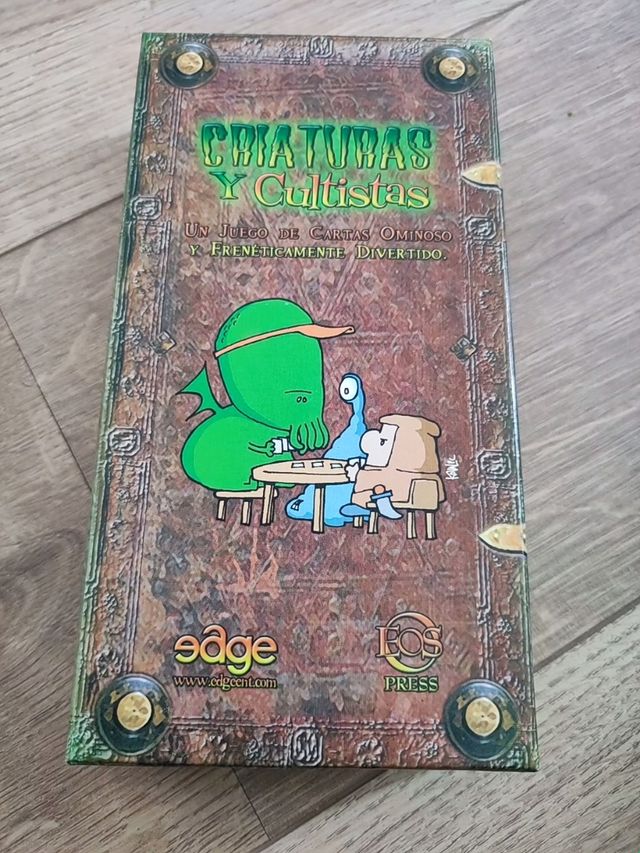 CRIATURAS
Y Cultistas
Un Juego de Cartas Ominoso
y Frenéticamente Divertido.
edge
www.edgeent.com
EOS
PRESS